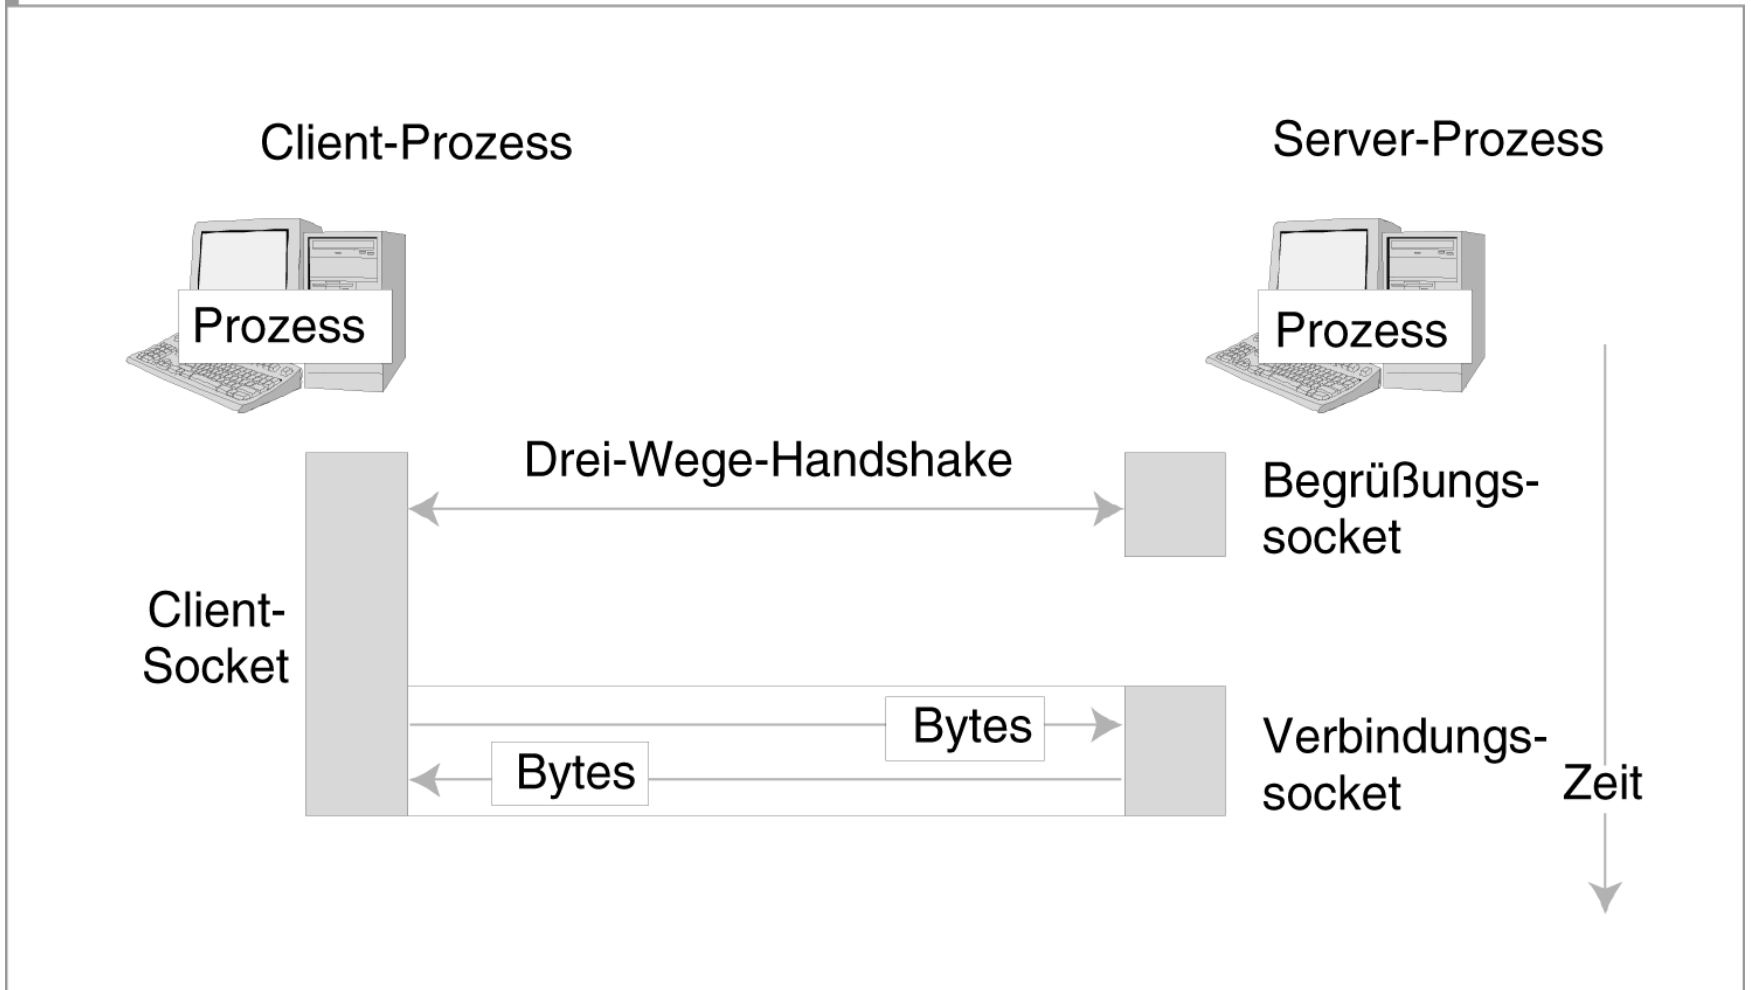 Client-Prozess
Server-Prozess
Prozess
Prozess
Drei-Wege-Handshake
Begrüßungs-
socket
Client-
Socket
Bytes
Bytes
Verbindungs-
socket
Zeit